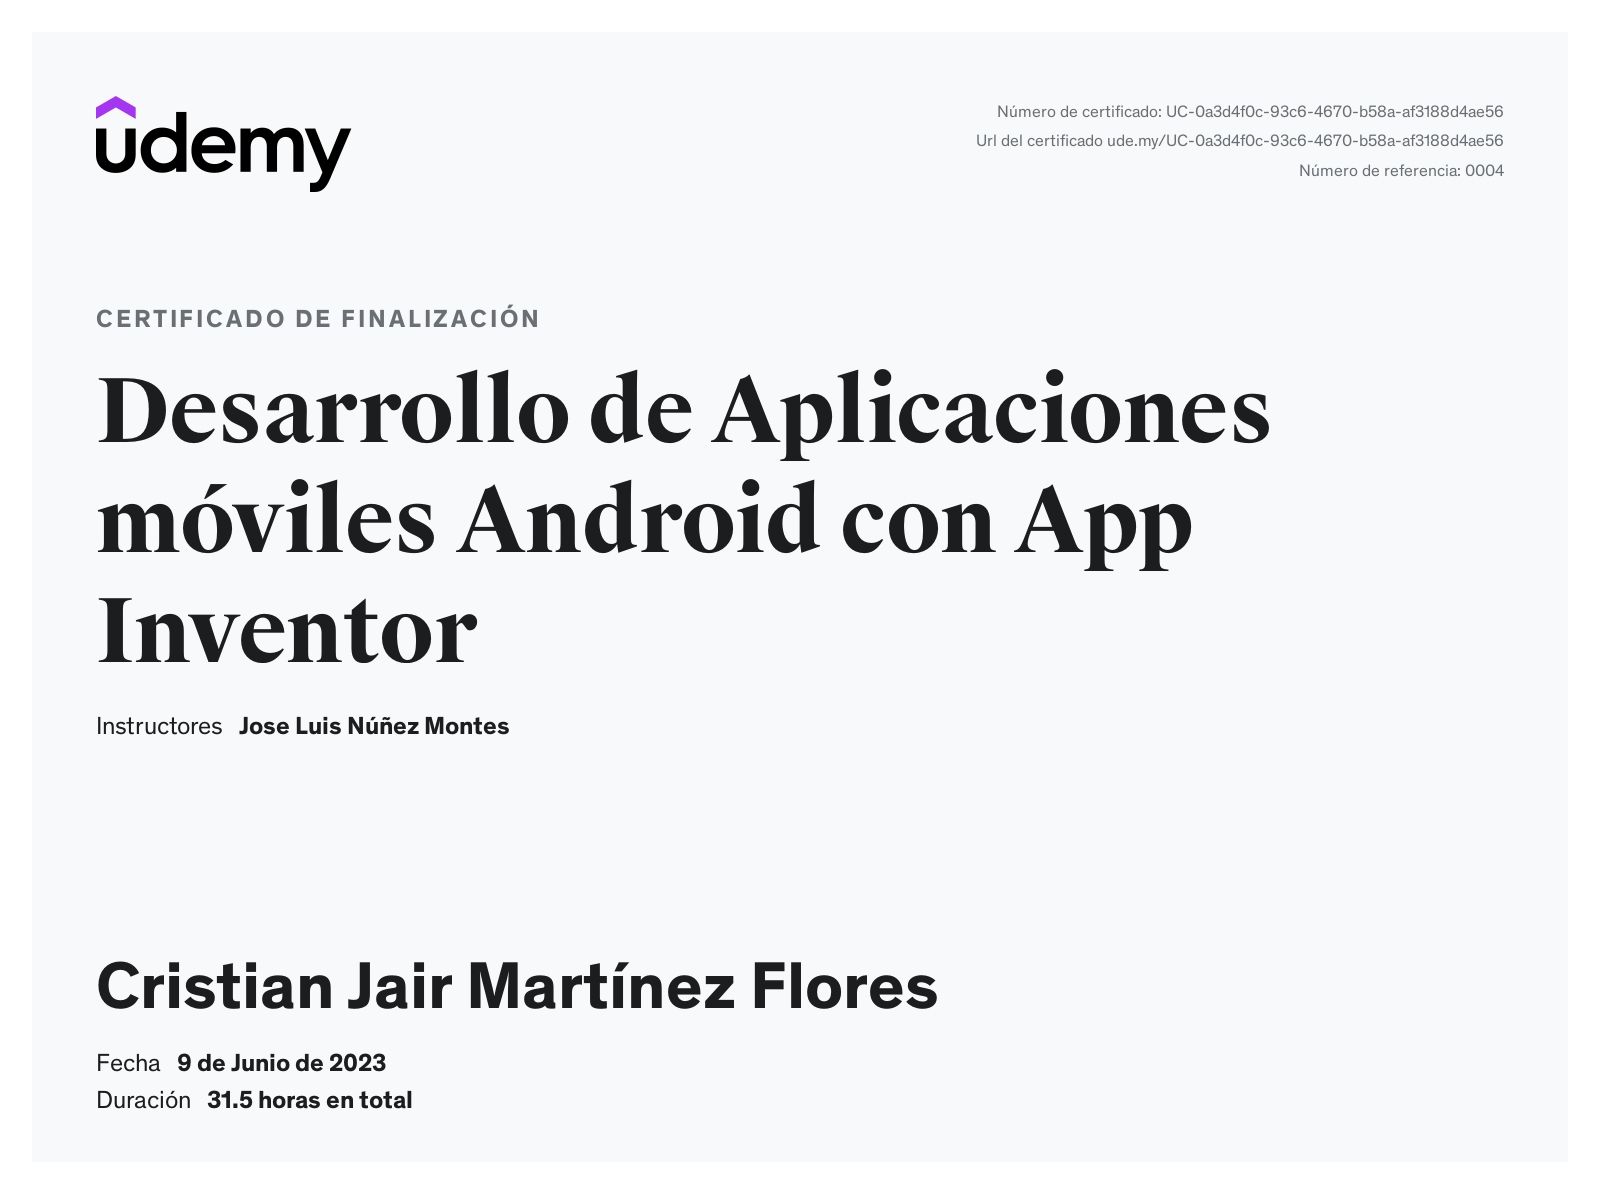 udemy
Número de certificado: UC-0a3d4f0c-93c6-4670-b58a-af3188d4ae56
Url del certificado ude.my/UC-0a3d4f0c-93c6-4670-b58a-af3188d4ae56
Número de referencia: 0004
CERTIFICADO DE FINALIZACIÓN
Desarrollo de Aplicaciones
móviles Android con App
Inventor
Instructores Jose Luis Núñez Montes
Cristian Jair Martínez Flores
Fecha 9 de Junio de 2023
Duración 31.5 horas en total